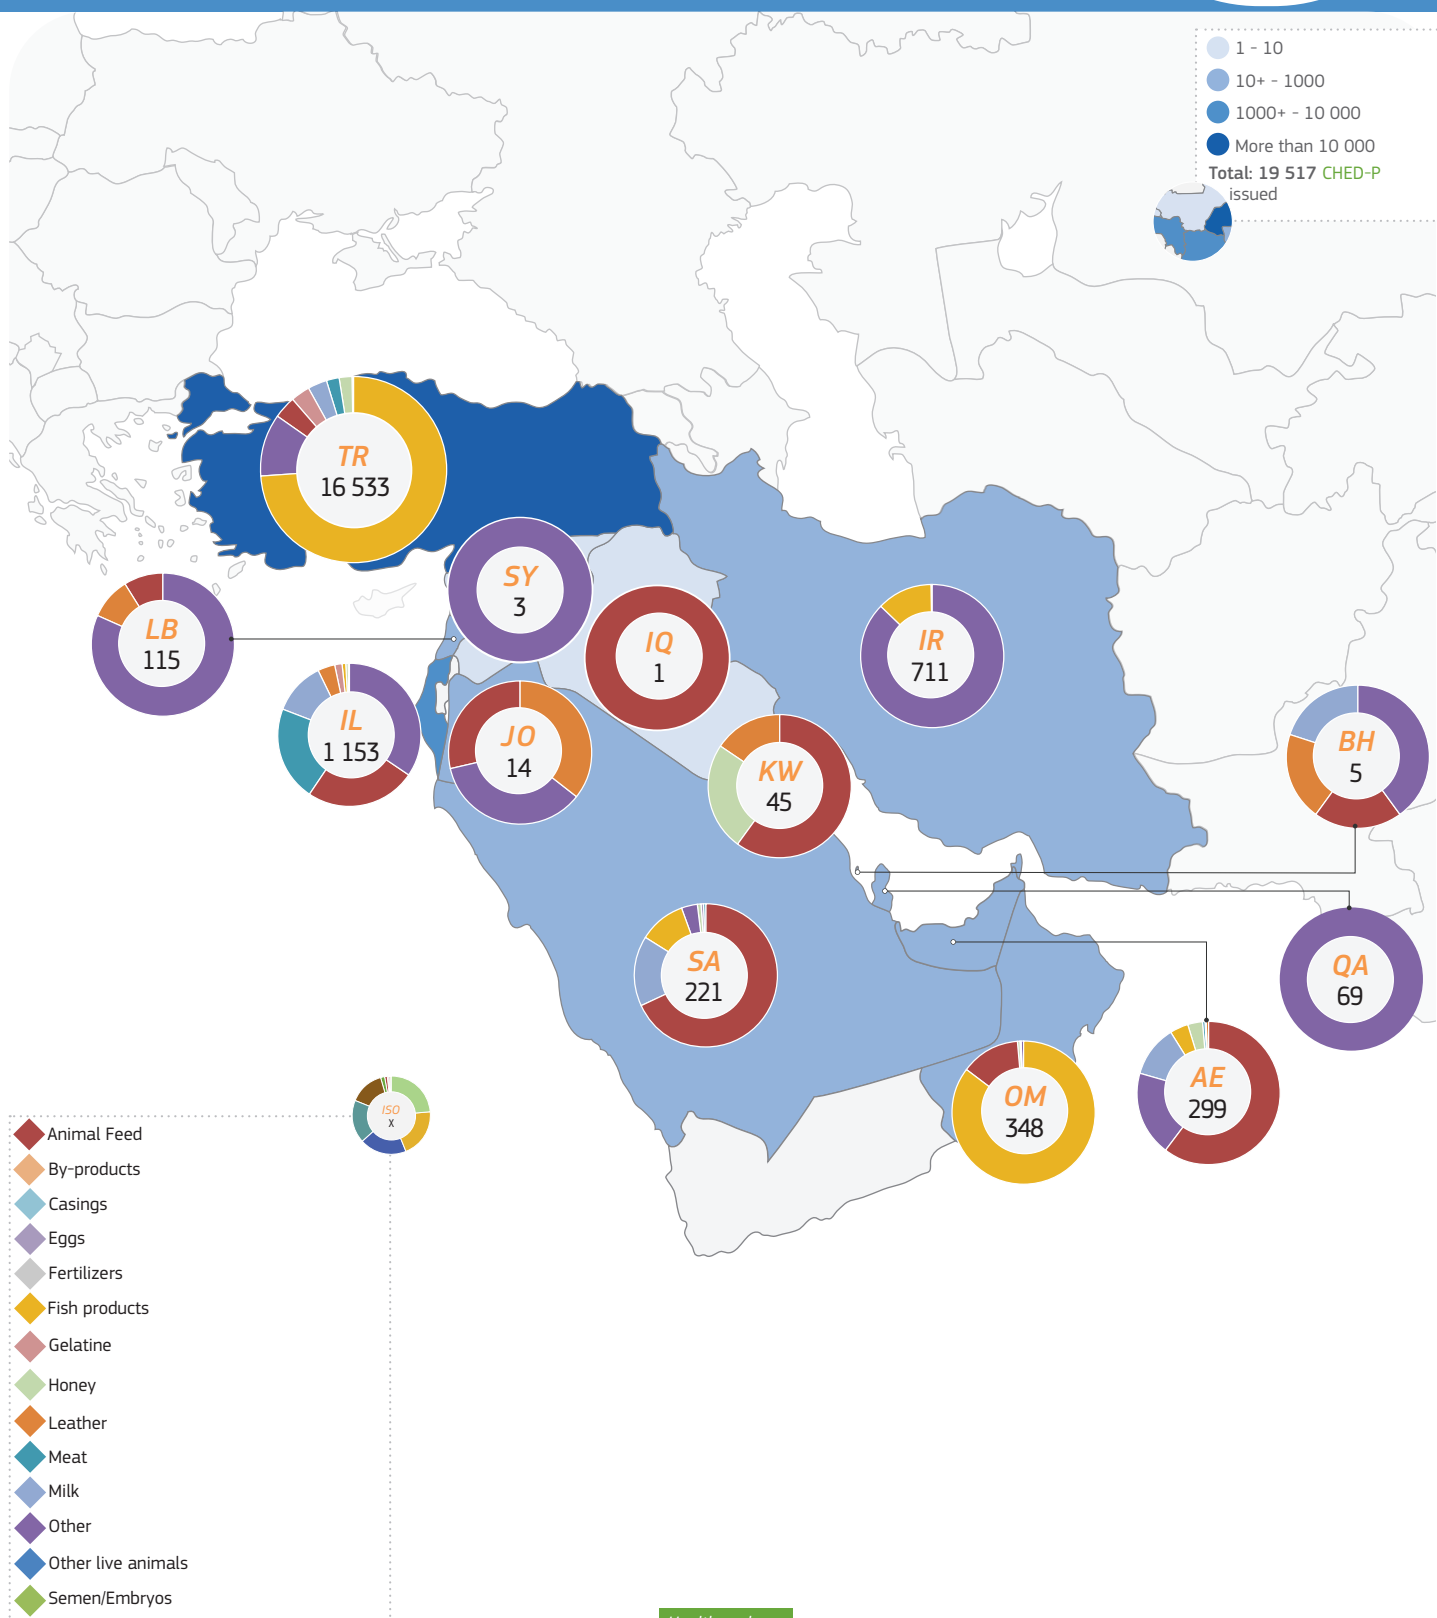 1 - 10
10+ - 1000
1000+ - 10 000
More than 10 000
Total: 19 517 CHED-P
issued
TR
16 533
SY
3
LB
115
IQ
1
IR
711
IL
1 153
JO
14
KW
45
BH
5
SA
221
QA
69
OM
348
AE
299
ISO
X
Animal Feed
By-products
Casings
Eggs
Fertilizers
Fish products
Gelatine
Honey
Leather
Meat
Milk
Other
Other live animals
Semen/Embryos